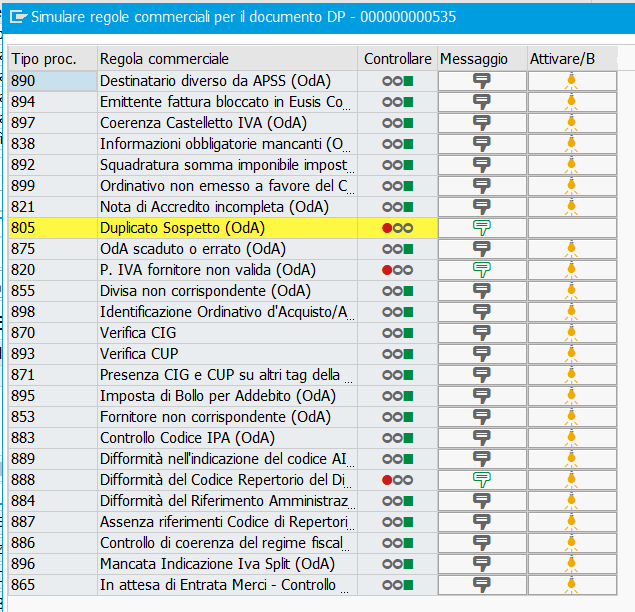 Simulare regole commerciali per il documento DP - 000000000535
Tipo proc. Regola commerciale Controllare Messaggio Attivare/B
890 Destinatario diverso da APSS (OdA)
894 Emittente fattura bloccato in Eusis Co...
897 Coerenza Castelletto IVA (OdA)
838 Informazioni obbligatorie mancanti (O...
892 Squadratura somma imponibile impost...
899 Ordinativo non emesso a favore del C...
821 Nota di Accredito incompleta (OdA)
805 Duplicato Sospetto (OdA)
875 OdA scaduto o errato (OdA)
820 P. IVA fornitore non valida (OdA)
855 Divisa non corrispondente (OdA)
898 Identificazione Ordinativo d'Acquisto/A...
870 Verifica CIG
893 Verifica CUP
871 Presenza CIG e CUP su altri tag della ...
895 Imposta di Bollo per Addebito (OdA)
853 Fornitore non corrispondente (OdA)
883 Controllo Codice IPA (OdA)
889 Difformità nell'indicazione del codice AI...
888 Difformità del Codice Repertorio del Di...
884 Difformità del Riferimento Amministraz...
887 Assenza riferimenti Codice di Repertori...
886 Controllo di coerenza del regime fiscal...
896 Mancata Indicazione Iva Split (OdA)
865 In attesa di Entrata Merci - Controllo ...